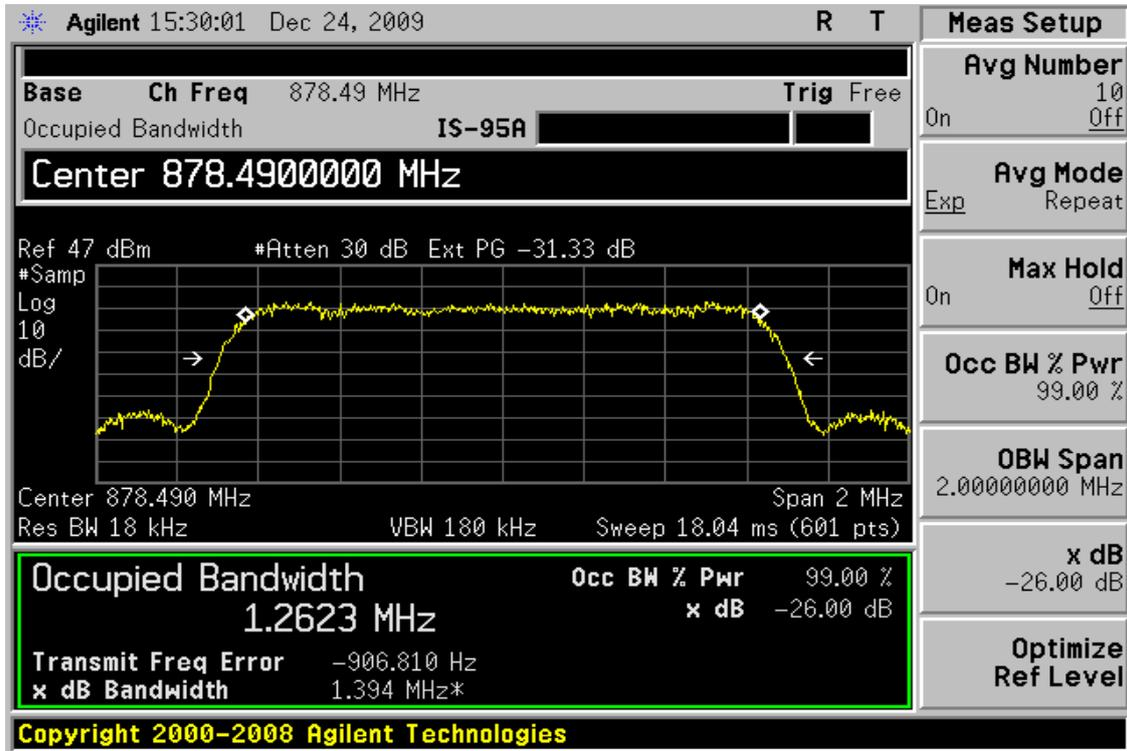 Agilent 15:30:01 Dec 24, 2009 R T
Base Ch Freq 878.49 MHz Trig Free
Occupied Bandwidth IS-95A
Center 878.4900000 MHz
Ref 47 dBm #Atten 30 dB Ext PG -31.33 dB
#Samp
Log
10
dB/
Center 878.490 MHz Span 2 MHz
Res BW 18 kHz VBW 180 kHz Sweep 18.04 ms (601 pts)
Occupied Bandwidth Occ BW % Pwr 99.00 %
1.2623 MHz x dB -26.00 dB
Transmit Freq Error -906.810 Hz
x dB Bandwidth 1.394 MHz*
Copyright 2000-2008 Agilent Technologies
Meas Setup
Avg Number
10
On Off
Avg Mode
Exp Repeat
Max Hold
On Off
Occ BW % Pwr
99.00 %
OBW Span
2.00000000 MHz
x dB
-26.00 dB
Optimize
Ref Level